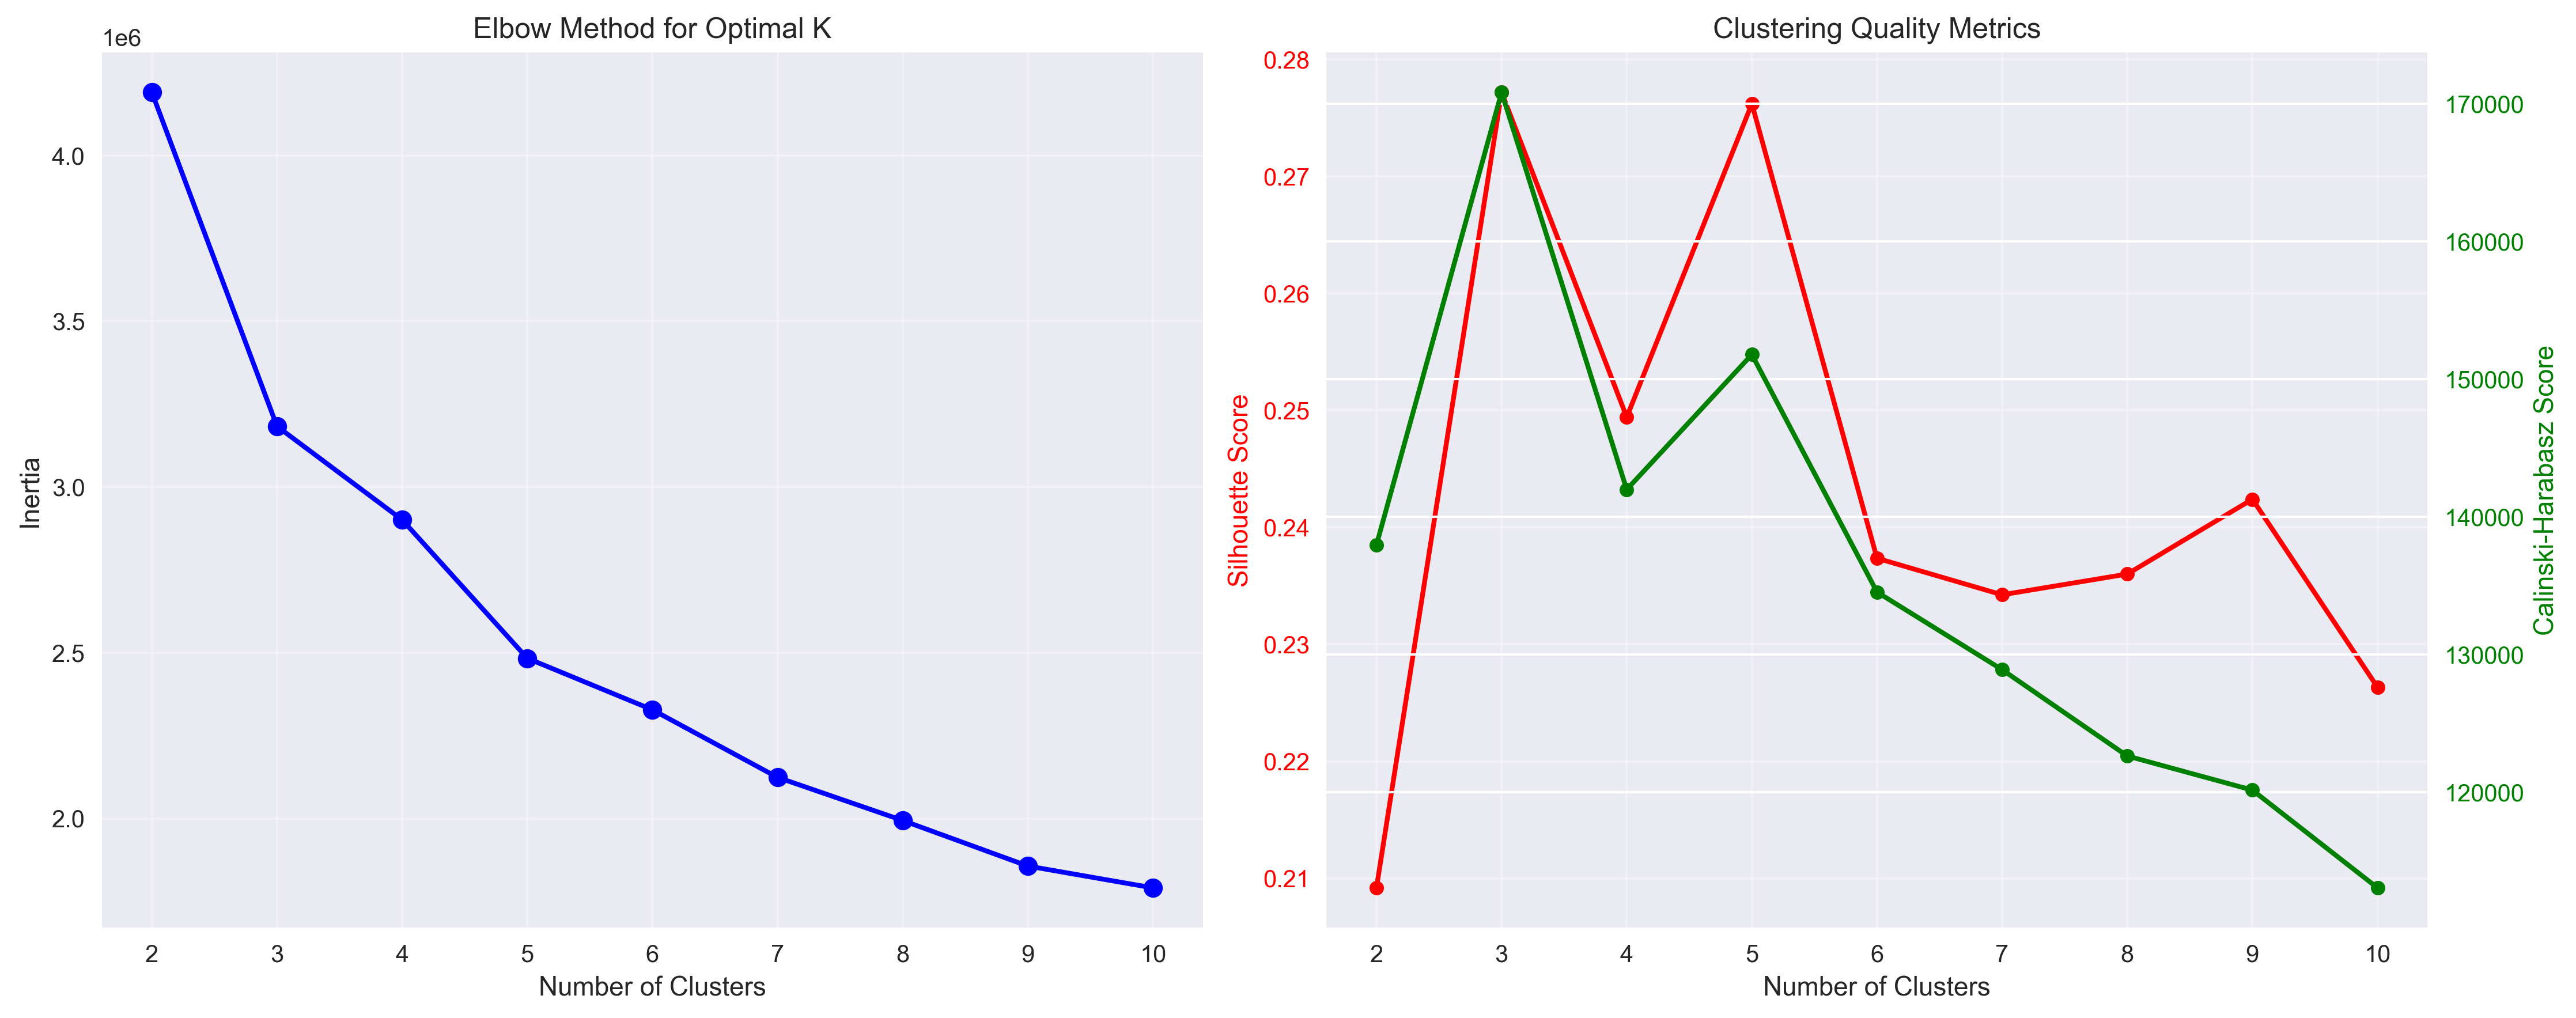 Elbow Method for Optimal K
1e6
4.0
3.5
3.0
2.5
2.0
Inertia
2 3 4 5 6 7 8 9 10
Number of Clusters
Clustering Quality Metrics
0.28
0.27
0.26
0.25
0.24
0.23
0.22
0.21
Silhouette Score
2 3 4 5 6 7 8 9 10
Number of Clusters
170000
160000
150000
140000
130000
120000
Calinski-Harabasz Score